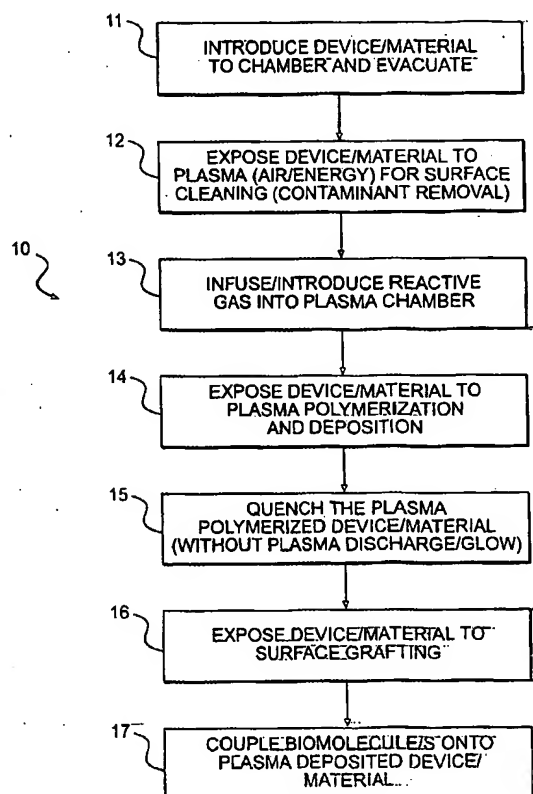 11
INTRODUCE DEVICE/MATERIAL
TO CHAMBER AND EVACUATE
12
EXPOSE DEVICE/MATERIAL TO
PLASMA (AIR/ENERGY) FOR SURFACE
CLEANING (CONTAMINANT REMOVAL)
10
13
INFUSE/INTRODUCE REACTIVE
GAS INTO PLASMA CHAMBER
14
EXPOSE DEVICE/MATERIAL TO
PLASMA POLYMERIZATION
AND DEPOSITION
15
QUENCH THE PLASMA
POLYMERIZED DEVICE/MATERIAL
(WITHOUT PLASMA DISCHARGE/GLOW)
16
EXPOSE DEVICE/MATERIAL TO
SURFACE GRAFTING
17
COUPLE BIOMOLECULE/S ONTO
PLASMA DEPOSITED DEVICE/
MATERIAL